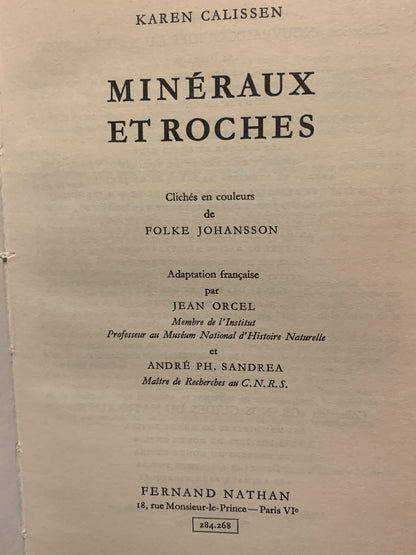 KAREN CALISSEN
MINÉRAUX
ET ROCHES
Clichés en couleurs
de
FOLKE JOHANSSON
Adaptation française
par
JEAN ORCEL
Membre de l'Institut
Professeur au Muséum National d'Histoire Naturelle
et
ANDRÉ PH. SANDREA
Maître de Recherches au C.N.R.S.
FERNAND NATHAN
18, rue Monsieur-le-Prince — Paris VIe
284.268